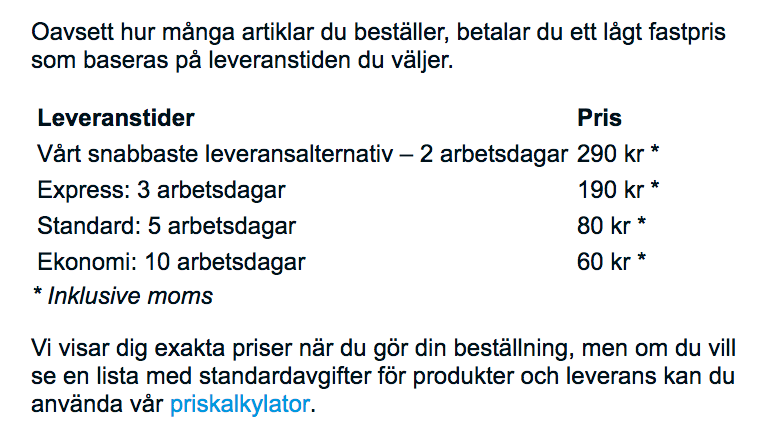 Oavsett hur många artiklar du beställer, betalar du ett lågt fastpris
som baseras på leveranstiden du väljer.
Leveranstider Pris
Vårt snabbaste leveransalternativ – 2 arbetsdagar 290 kr *
Express: 3 arbetsdagar 190 kr *
Standard: 5 arbetsdagar 80 kr *
Ekonomi: 10 arbetsdagar 60 kr *
* Inklusive moms
Vi visar dig exakta priser när du gör din beställning, men om du vill
se en lista med standardavgifter för produkter och leverans kan du
använda vår priskalkylator.